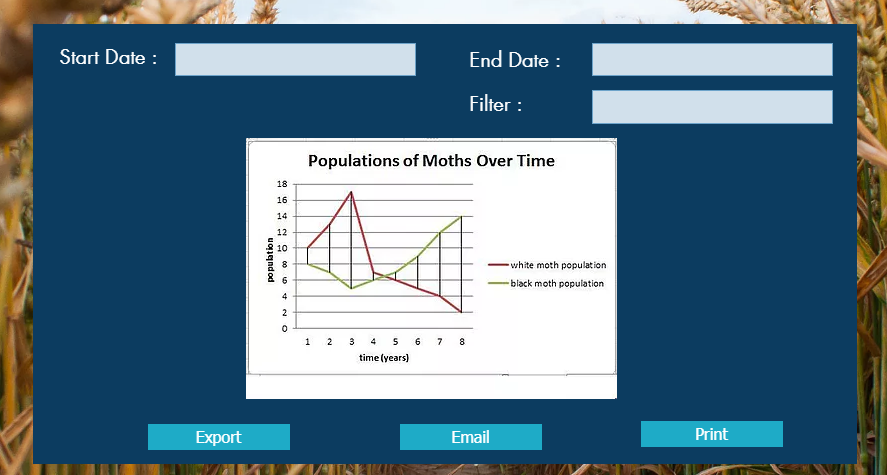 Start Date :
End Date :
Filter :
Populations of Moths Over Time
18
16
14
12
10
8
6
4
2
0
population
1 2 3 4 5 6 7 8
time (years)
white moth population
black moth population
Export
Email
Print